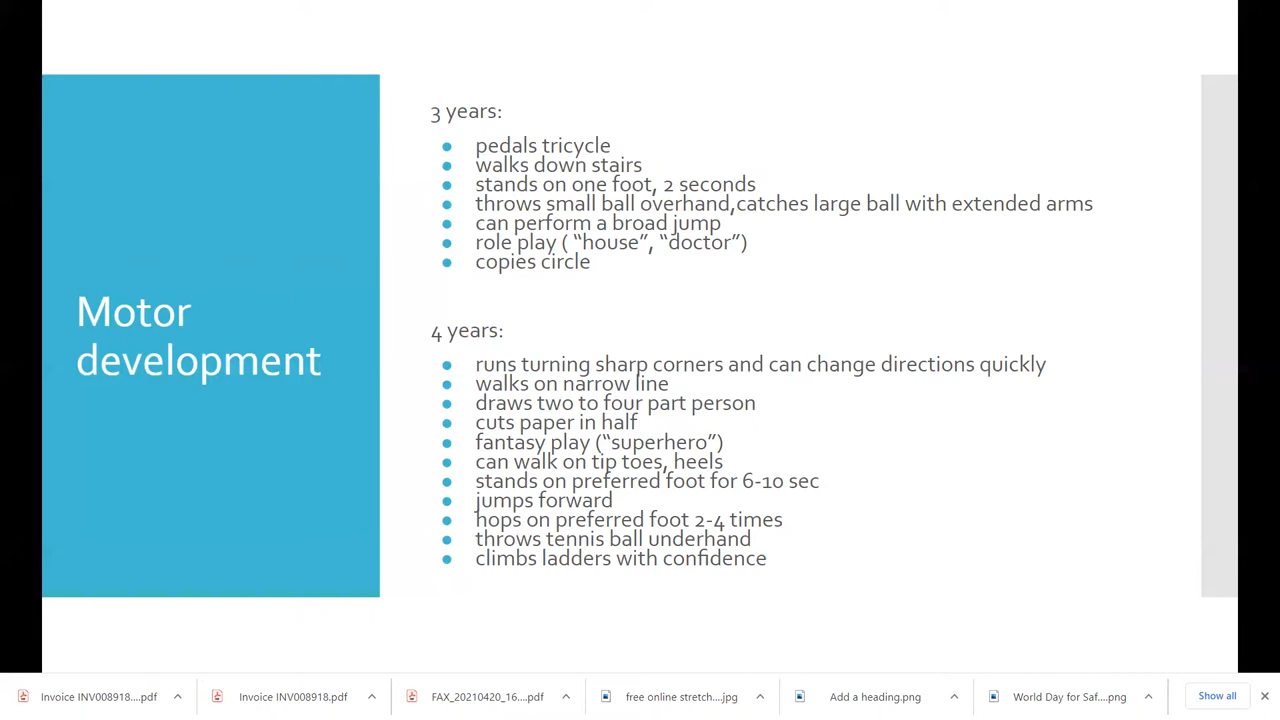 Motor
development
3 years:
pedals tricycle
walks down stairs
stands on one foot, 2 seconds
throws small ball overhand,catches large ball with extended arms
can perform a broad jump
role play ( “house”, “doctor”)
copies circle
4 years:
runs turning sharp corners and can change directions quickly
walks on narrow line
draws two to four part person
cuts paper in half
fantasy play (“superhero”)
can walk on tip toes, heels
stands on preferred foot for 6-10 sec
jumps forward
hops on preferred foot 2-4 times
throws tennis ball underhand
climbs ladders with confidence
Invoice INV008918....pdf
Invoice INV008918.pdf
FAX_20210420_16....pdf
free online stretch....jpg
Add a heading.png
World Day for Saf....png
Show all